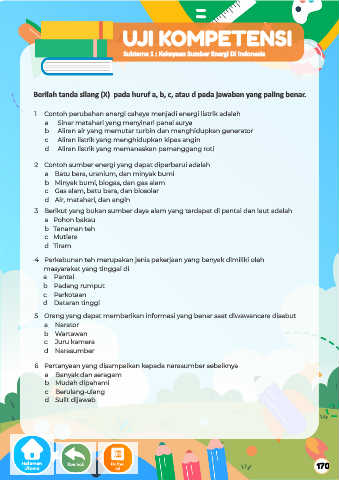 UJI KOMPETENSI
Subtema 1 : Kekayaan Sumber Energi Di Indonesia
Berilah tanda silang (X) pada huruf a, b, c, atau d pada jawaban yang paling benar.
1 Contoh perubahan energi cahaya menjadi energi listrik adalah
a Sinar matahari yang menyinari panel surya
b Aliran air yang memutar turbin dan menghidupkan generator
c Aliran listrik yang menghidupkan kipas angin
d Aliran listrik yang memanaskan pemanggang roti
2 Contoh sumber energi yang dapat diperbarui adalah
a Batu bara, uranium, dan minyak bumi
b Minyak bumi, biogas, dan gas alam
c Gas alam, batu bara, dan biosolar
d Air, matahari, dan angin
3 Berikut yang bukan sumber daya alam yang terdapat di pantai dan laut adalah
a Pohon bakau
b Tanaman teh
c Mutiara
d Tiram
4 Perkebunan teh merupakan jenis pekerjaan yang banyak dimiliki oleh
masyarakat yang tinggal di
a Pantai
b Padang rumput
c Perkotaan
d Dataran tinggi
5 Orang yang dapat memberikan informasi yang benar saat diwawancara disebut
a Narator
b Wartawan
c Juru kamera
d Narasumber
6 Pertanyaan yang disampaikan kepada narasumber sebaiknya
a Banyak dan seragam
b Mudah dipahami
c Berulang-ulang
d Sulit dijawab
Halaman
Utama
170